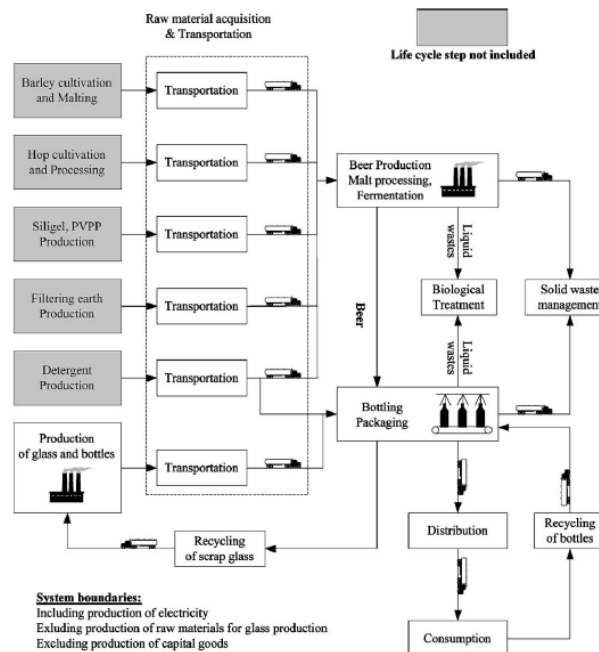 Raw material acquisition
& Transportation
Life cycle step not included
Barley cultivation
and Malting
Transportation
Hop cultivation
and Processing
Transportation
Beer Production
Malt processing,
Fermentation
Siligel, PVPP
Production
Transportation
Liquid
wastes
Filtering earth
Production
Transportation
Biological
Treatment
Solid waste
management
Beer
Liquid
wastes
Detergent
Production
Transportation
Bottling
Packaging
Production
of glass and bottles
Transportation
Recycling
of scrap glass
Distribution
Recycling
of bottles
System boundaries:
Including production of electricity
Exluding production of raw materials for glass production
Excluding production of capital goods
Consumption